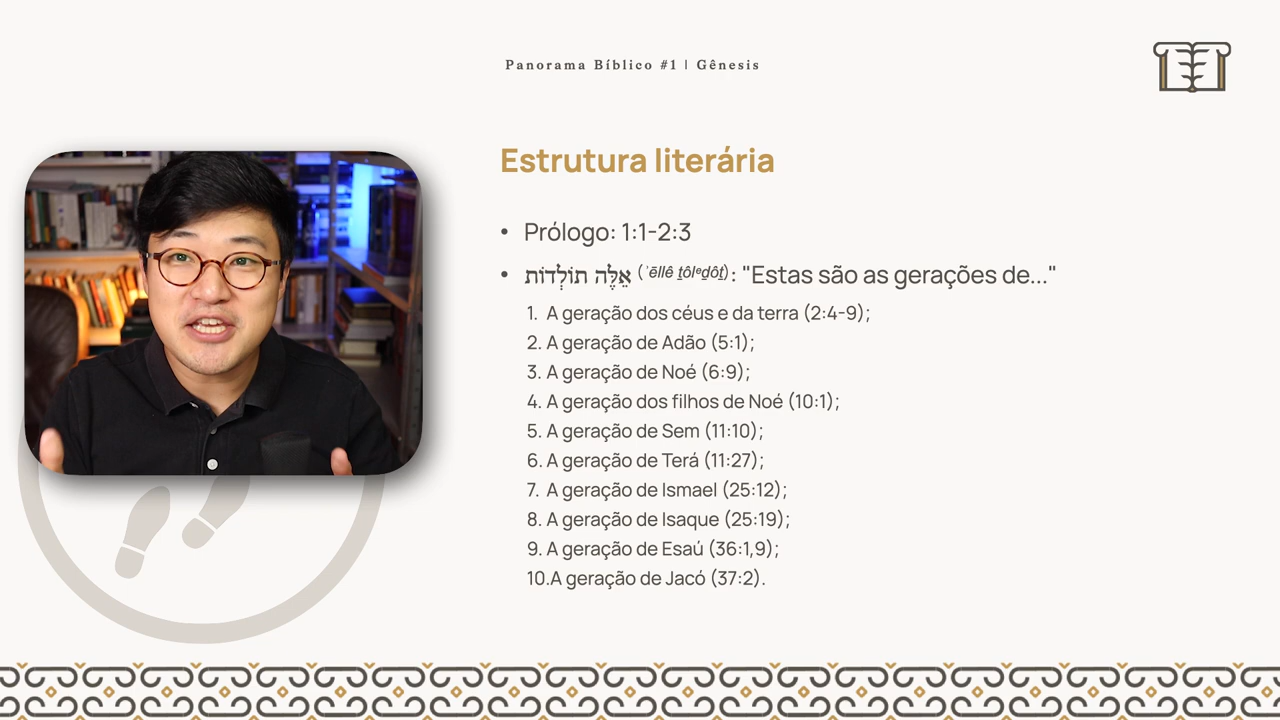 Panorama Bíblico #1 | Gênesis
Estrutura literária
• Prólogo: 1:1-2:3
• אֵלֶּה תוֹלְדוֹת (ʾēllê ṯôlᵉḏôṯ): "Estas são as gerações de..."
1. A geração dos céus e da terra (2:4-9);
2. A geração de Adão (5:1);
3. A geração de Noé (6:9);
4. A geração dos filhos de Noé (10:1);
5. A geração de Sem (11:10);
6. A geração de Terá (11:27);
7. A geração de Ismael (25:12);
8. A geração de Isaque (25:19);
9. A geração de Esaú (36:1,9);
10.A geração de Jacó (37:2).